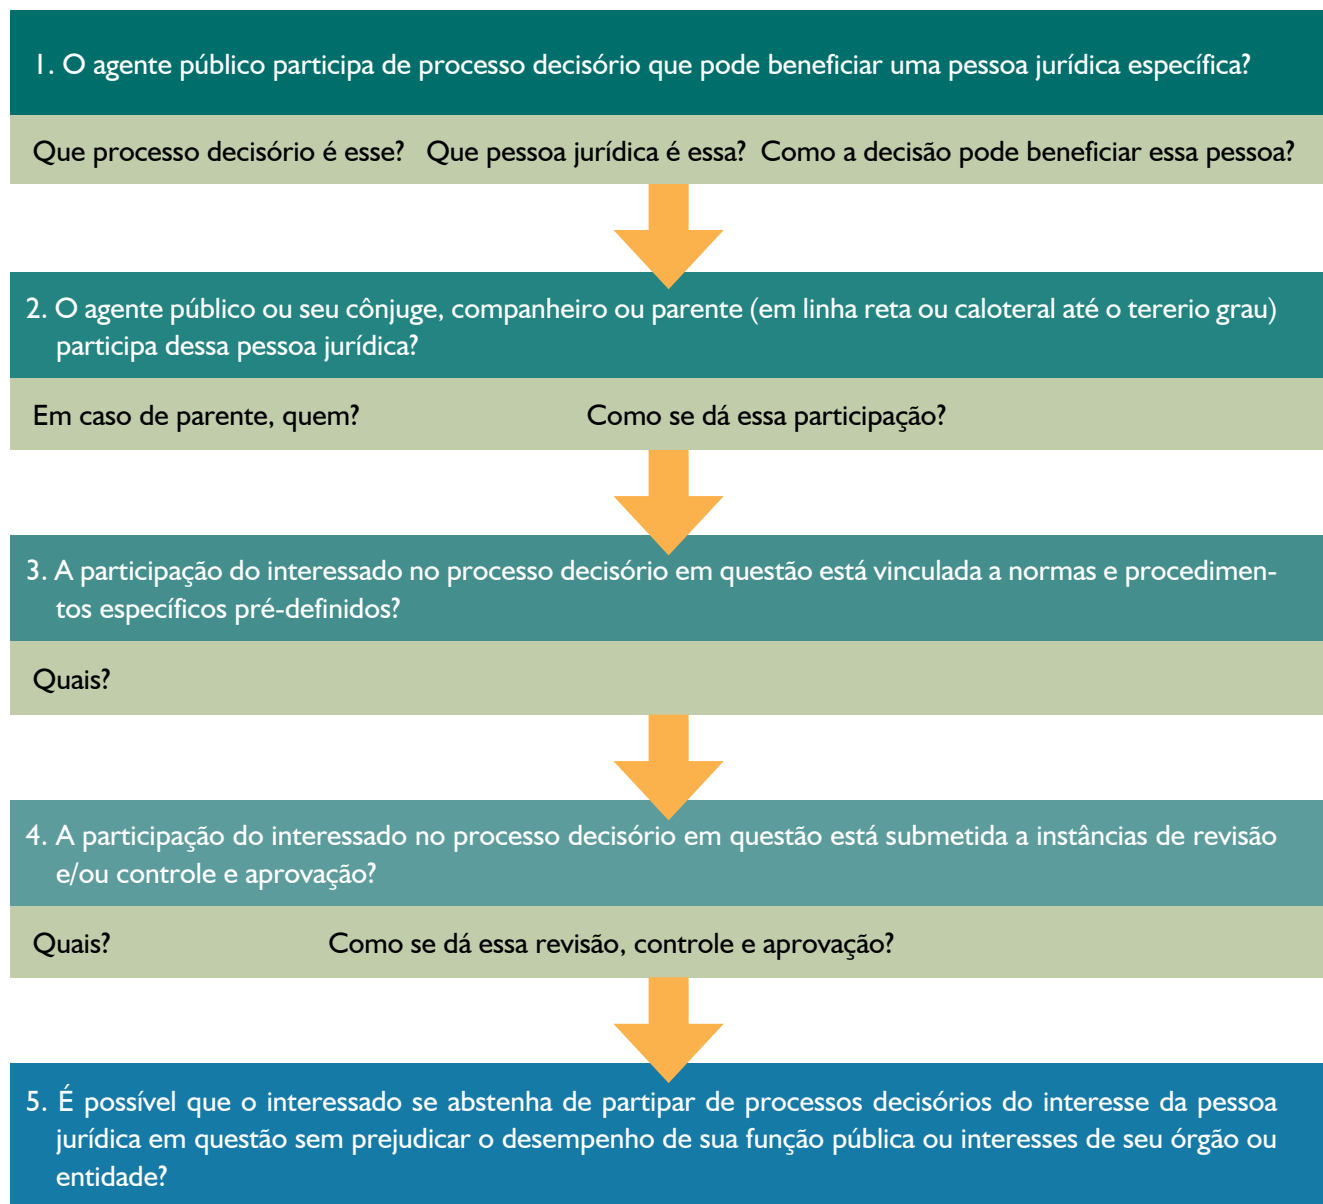 1. O agente público participa de processo decisório que pode beneficiar uma pessoa jurídica específica?
Que processo decisório é esse? Que pessoa jurídica é essa? Como a decisão pode beneficiar essa pessoa?
2. O agente público ou seu cônjuge, companheiro ou parente (em linha reta ou caloteral até o tererio grau)
participa dessa pessoa jurídica?
Em caso de parente, quem? Como se dá essa participação?
3. A participação do interessado no processo decisório em questão está vinculada a normas e procedimen-
tos específicos pré-definidos?
Quais?
4. A participação do interessado no processo decisório em questão está submetida a instâncias de revisão
e/ou controle e aprovação?
Quais? Como se dá essa revisão, controle e aprovação?
5. É possível que o interessado se abstenha de partipar de processos decisórios do interesse da pessoa
jurídica em questão sem prejudicar o desempenho de sua função pública ou interesses de seu órgão ou
entidade?